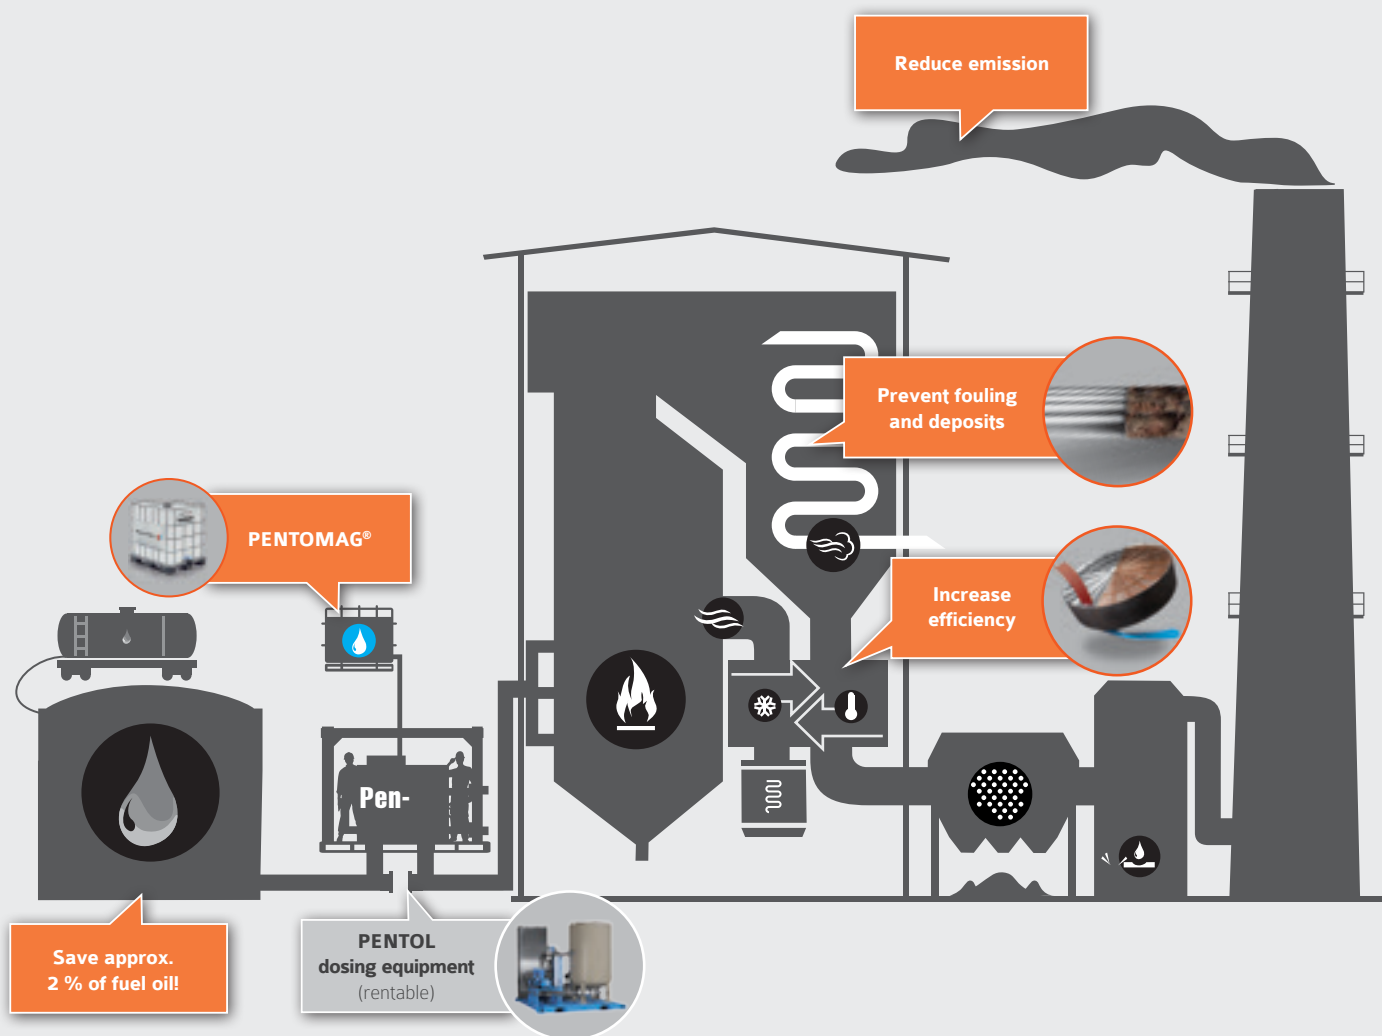 Reduce emission
Prevent fouling
and deposits
PENTOMAG®
Increase
efficiency
Pen-
Save approx.
2 % of fuel oil!
PENTOL
dosing equipment
(rentable)